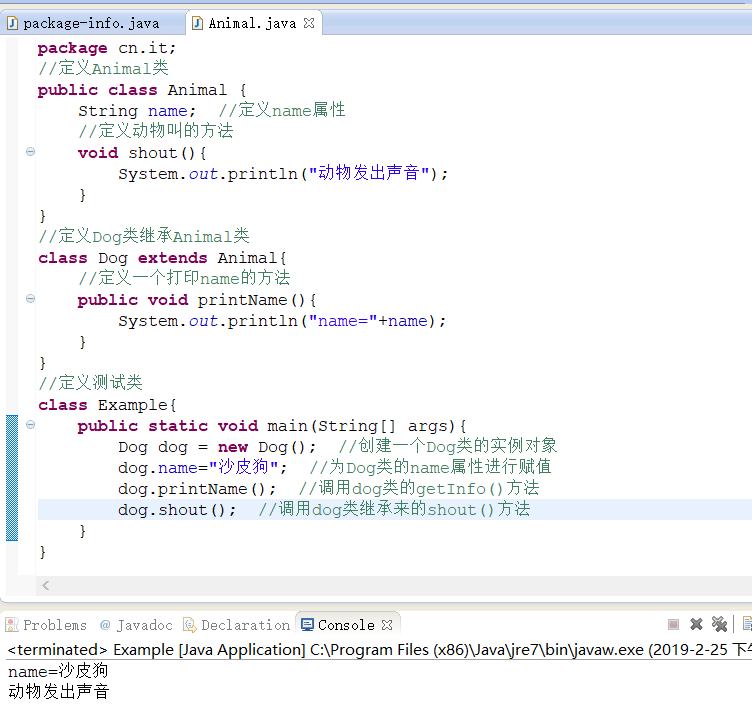 package-info.java Animal.java
package cn.it;
//定义Animal类
public class Animal {
String name; //定义name属性
//定义动物叫的方法
void shout(){
System.out.println("动物发出声音");
}
}
//定义Dog类继承Animal类
class Dog extends Animal{
//定义一个打印name的方法
public void printName(){
System.out.println("name="+name);
}
}
//定义测试类
class Example{
public static void main(String[] args){
Dog dog = new Dog(); //创建一个Dog类的实例对象
dog.name="沙皮狗"; //为Dog类的name属性进行赋值
dog.printName(); //调用dog类的getInfo()方法
dog.shout(); //调用dog类继承来的shout()方法
}
}
Problems @ Javadoc Declaration Console
<terminated> Example [Java Application] C:\Program Files (x86)\Java\jre7\bin\javaw.exe (2019-2-25 下午
name=沙皮狗
动物发出声音